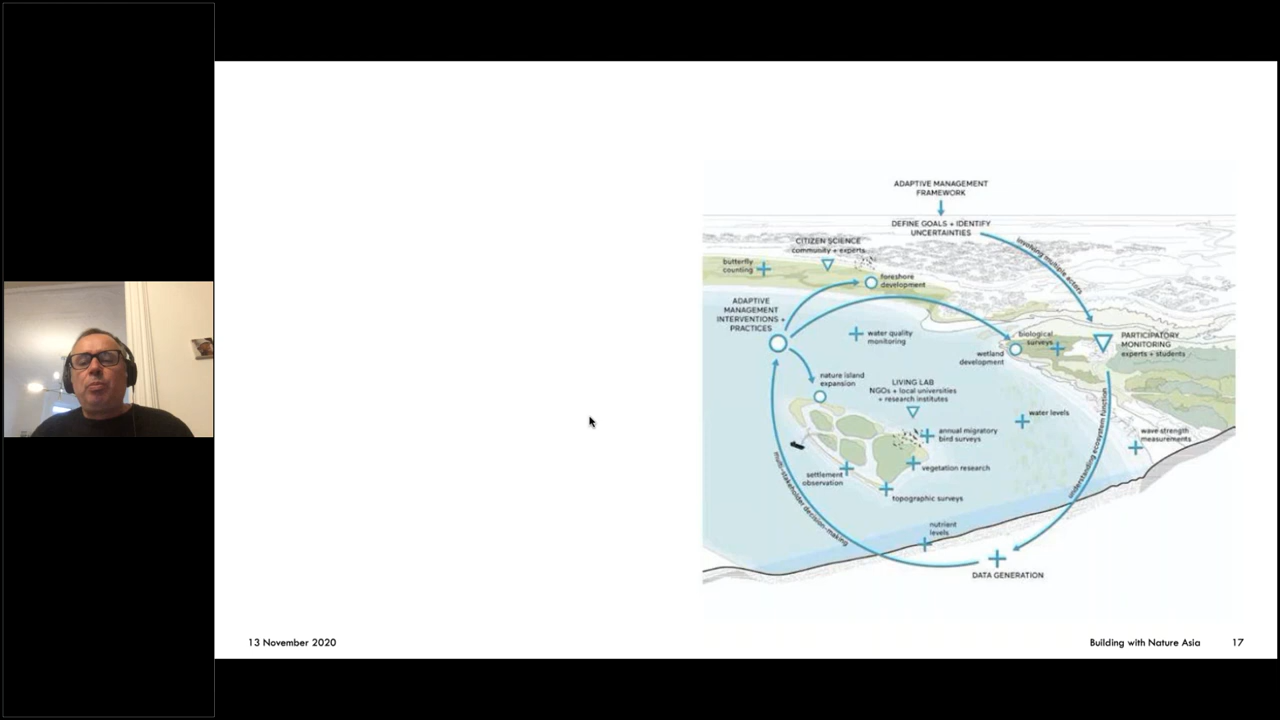 ADAPTIVE MANAGEMENT
FRAMEWORK
DEFINE GOALS + IDENTIFY
UNCERTAINTIES
involving multiple actors
CITIZEN SCIENCE
community + experts
butterfly
counting
foreshore
development
ADAPTIVE
MANAGEMENT
INTERVENTIONS +
PRACTICES
water quality
monitoring
biological
surveys
wetland
development
PARTICIPATORY
MONITORING
experts + students
nature island
expansion
LIVING LAB
NGOs + local universities
+ research institutes
water levels
annual migratory
bird surveys
wave strength
measurements
understanding ecosystem function
vegetation research
settlement
observation
topographic surveys
multi-stakeholder decision-making
nutrient
levels
DATA GENERATION
13 November 2020
Building with Nature Asia
17